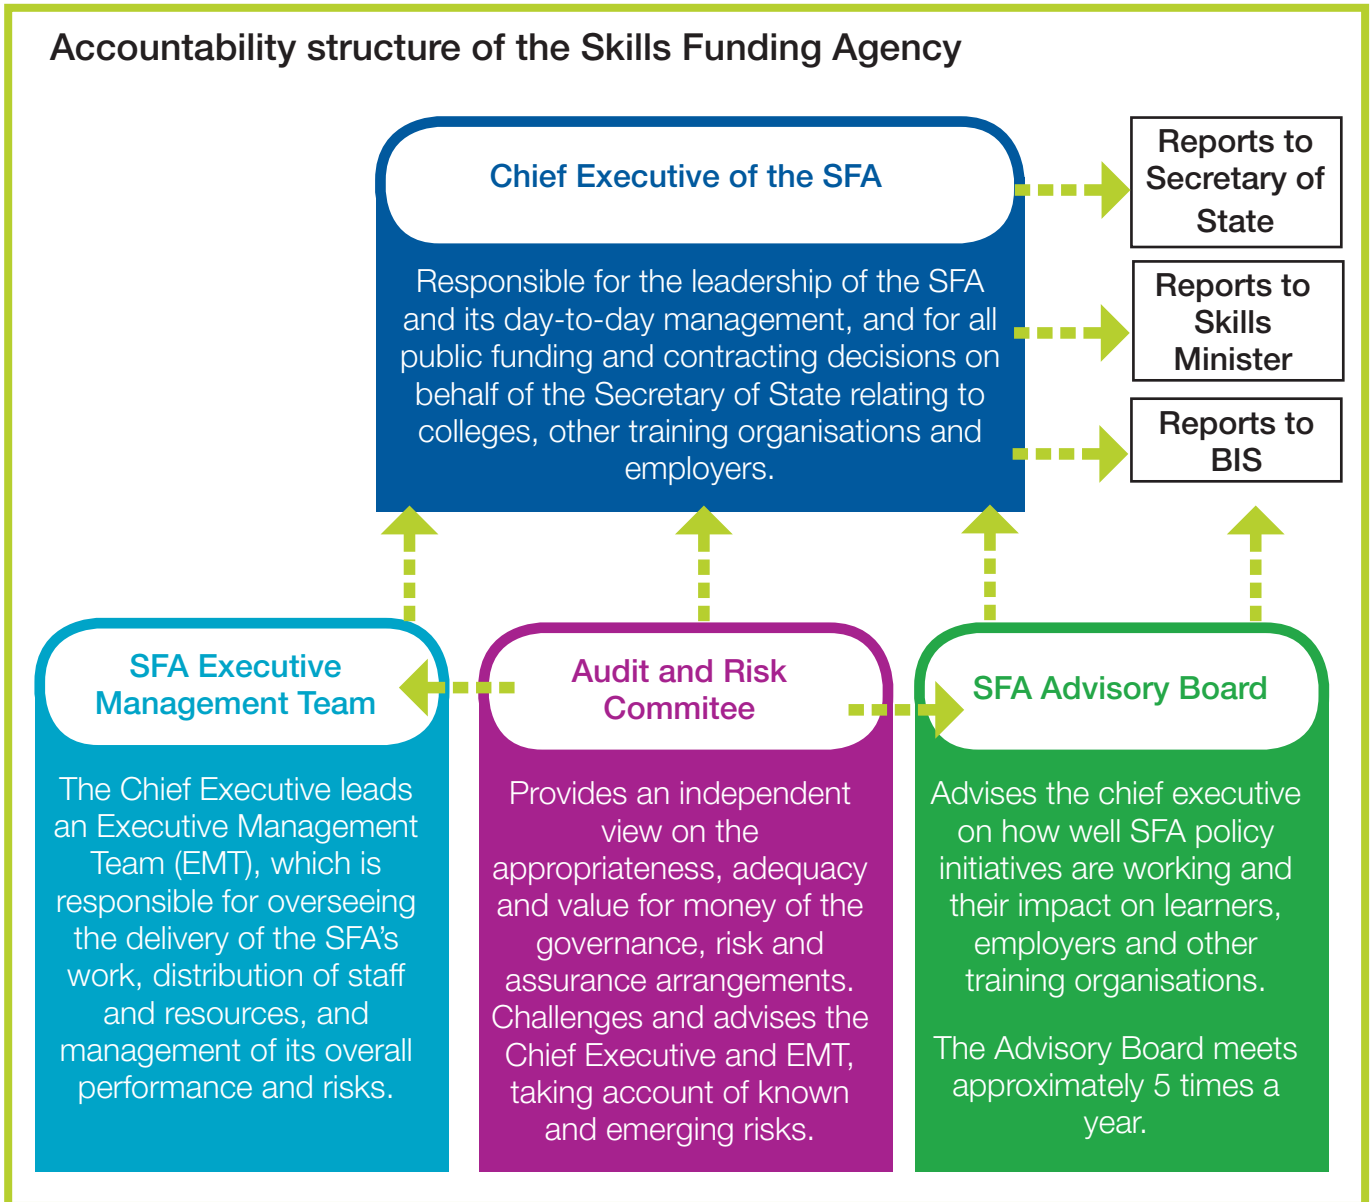 Accountability structure of the Skills Funding Agency
Chief Executive of the SFA
Responsible for the leadership of the SFA
and its day-to-day management, and for all
public funding and contracting decisions on
behalf of the Secretary of State relating to
colleges, other training organisations and
employers.
Reports to
Secretary of
State
Reports to
Skills
Minister
Reports to
BIS
SFA Executive
Management Team
The Chief Executive leads
an Executive Management
Team (EMT), which is
responsible for overseeing
the delivery of the SFA's
work, distribution of staff
and resources, and
management of its overall
performance and risks.
Audit and Risk
Commitee
Provides an independent
view on the
appropriateness, adequacy
and value for money of the
governance, risk and
assurance arrangements.
Challenges and advises the
Chief Executive and EMT,
taking account of known
and emerging risks.
SFA Advisory Board
Advises the chief executive
on how well SFA policy
initiatives are working and
their impact on learners,
employers and other
training organisations.
The Advisory Board meets
approximately 5 times a
year.